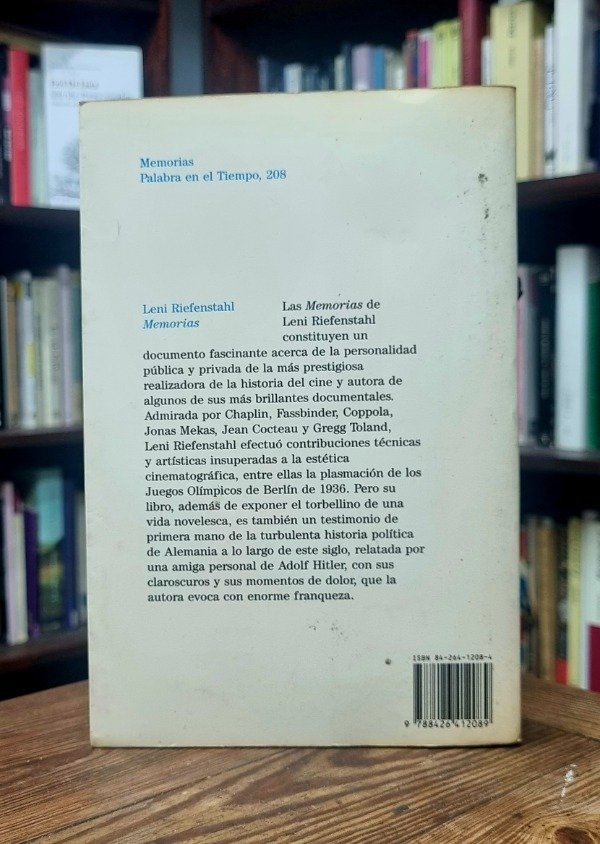 Memorias
Palabra en el Tiempo, 208
Leni Riefenstahl
Memorias
Las Memorias de
Leni Riefenstahl
constituyen un
documento fascinante acerca de la personalidad
pública y privada de la más prestigiosa
realizadora de la historia del cine y autora de
algunos de sus más brillantes documentales.
Admirada por Chaplin, Fassbinder, Coppola,
Jonas Mekas, Jean Cocteau y Gregg Toland,
Leni Riefenstahl efectuó contribuciones técnicas
y artísticas insuperadas a la estética
cinematográfica, entre ellas la plasmación de los
Juegos Olímpicos de Berlín de 1936. Pero su
libro, además de exponer el torbellino de una
vida novelesca, es también un testimonio de
primera mano de la turbulenta historia política
de Alemania a lo largo de este siglo, relatada por
una amiga personal de Adolf Hitler, con sus
claroscuros y sus momentos de dolor, que la
autora evoca con enorme franqueza.
ISBN 84-264-1208-4
9 788426 412089